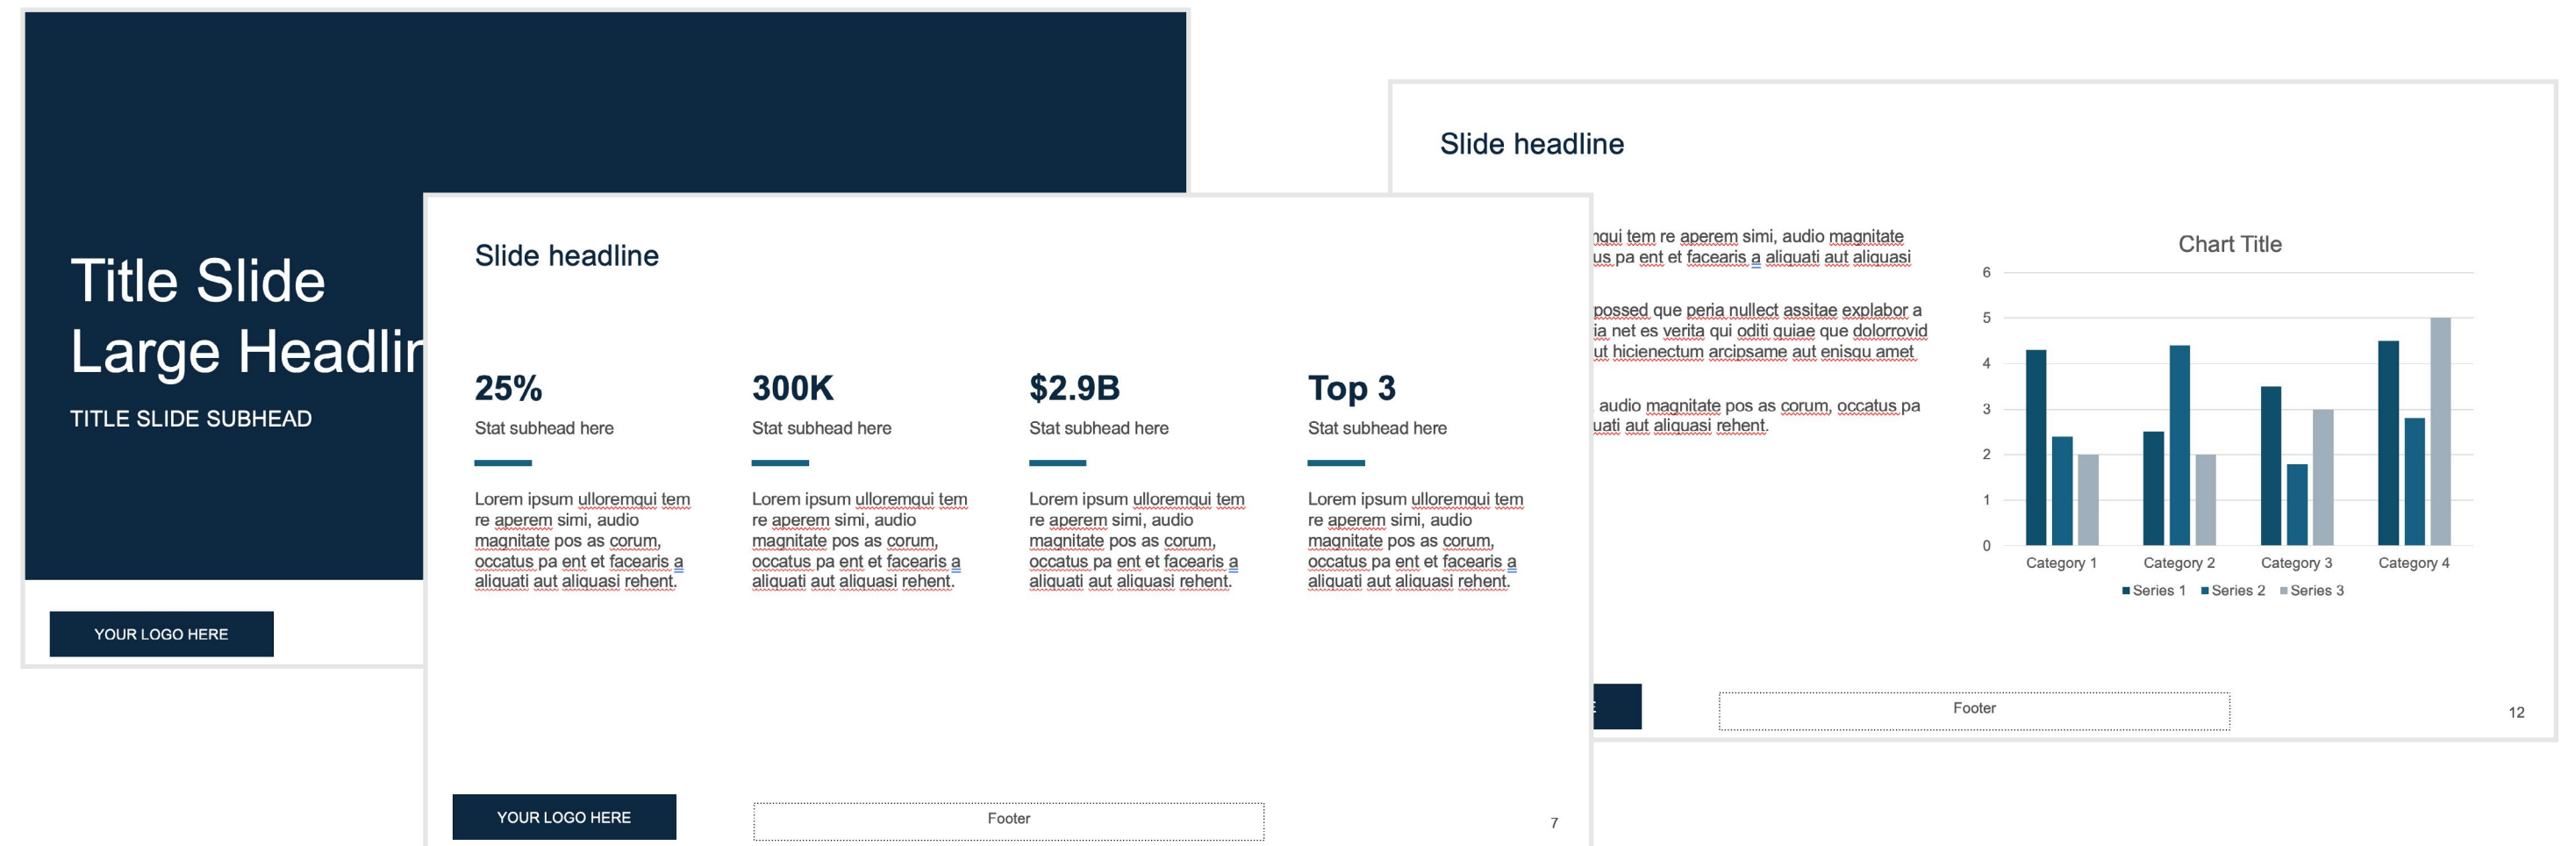 Title Slide
Large Headlin
TITLE SLIDE SUBHEAD
YOUR LOGO HERE
Slide headline
25%
Stat subhead here
Lorem ipsum ulloremqui tem
re aperem simi, audio
magnitate pos as corum,
occatus pa ent et facearis a
aliquati aut aliquasi rehent.
300K
Stat subhead here
Lorem ipsum ulloremqui tem
re aperem simi, audio
magnitate pos as corum,
occatus pa ent et facearis a
aliquati aut aliquasi rehent.
$2.9B
Stat subhead here
Lorem ipsum ulloremqui tem
re aperem simi, audio
magnitate pos as corum,
occatus pa ent et facearis a
aliquati aut aliquasi rehent.
Top 3
Stat subhead here
Lorem ipsum ulloremqui tem
re aperem simi, audio
magnitate pos as corum,
occatus pa ent et facearis a
aliquati aut aliquasi rehent.
YOUR LOGO HERE
Footer
7
Slide headline
tem re aperem simi, audio magnitate
pa ent et facearis a aliquati aut aliquasi
possed que peria nullect assitae explabor a
net es verita qui oditi quiae que dolorrovid
ut hicienectum arcipsame aut enisqu amet
audio magnitate pos as corum, occatus pa
aut aliquasi rehent.
Chart Title
6
5
4
3
2
1
0
Category 1
Category 2
Category 3
Category 4
Series 1
Series 2
Series 3
Footer
12